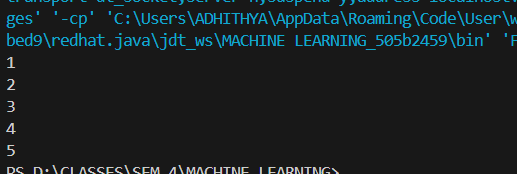 transport=dt_socket,server=n,suspend=y,address=localhost:
ges' '-cp' 'C:\Users\ADHITHYA\AppData\Roaming\Code\User\w
bed9\redhat.java\jdt_ws\MACHINE LEARNING_505b2459\bin' 'F
1
2
3
4
5
PS D:\CLASSES\SEM 4\MACHINE LEARNING>